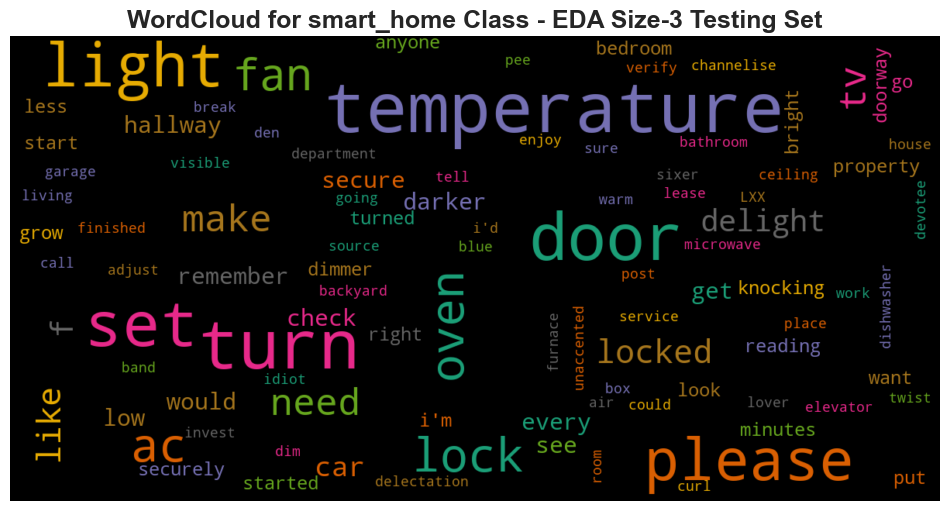 WordCloud for smart_home Class - EDA Size-3 Testing Set
anyone
light
fan
bedroom
pee
verify
channelise
tv
doorway
go
temperature
less
break
hallway
den
bright
start
enjoy
sure
bathroom
house
department
visible
garage
property
secure
tell
sixer
ceiling
living
going
darker
warm
lease
LXX
devotee
make
turned
door
delight
grow
finished
i'd
source
blue
microwave
call
adjust
remember
dimmer
post
backyard
oven
get
knocking
work
dishwasher
set
turn
check
f
right
furnace
unaccented
service
place
locked
reading
band
idiot
want
like
low
would
need
box
look
air
could
lover
elevator
twist
i'm
every
invest
minutes
ac
dim
lock
see
please
securely
car
room
started
delectation
curl
put